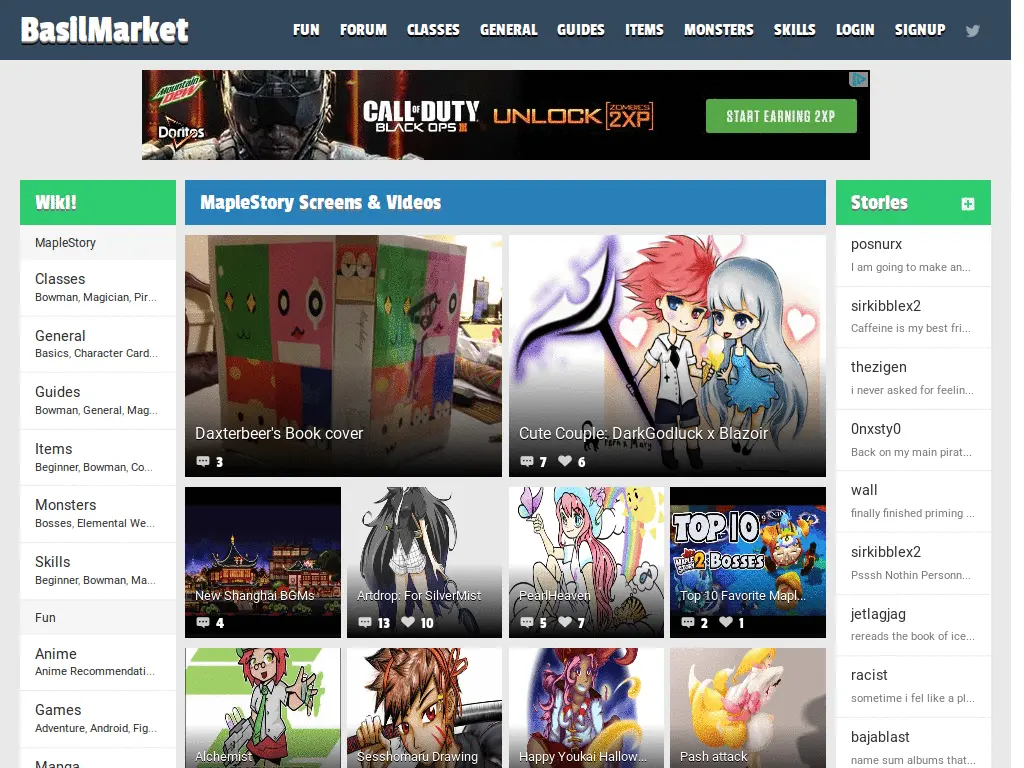 BasilMarket
FUN FORUM CLASSES GENERAL GUIDES ITEMS MONSTERS SKILLS LOGIN SIGNUP
Mountain Dew
Doritos
CALL OF DUTY
BLACK OPS III
UNLOCK ZOMBIES 2XP
START EARNING 2XP
Wiki!
MapleStory
Classes
Bowman, Magician, Pir...
General
Basics, Character Card...
Guides
Bowman, General, Mag...
Items
Beginner, Bowman, Co...
Monsters
Bosses, Elemental We...
Skills
Beginner, Bowman, Ma...
Fun
Anime
Anime Recommendati...
Games
Adventure, Android, Fig...
Manga
MapleStory Screens & Videos
Daxterbeer's Book cover
3
Cute Couple: DarkGodluck x Blazoir
7 6
New Shanghai BGMs
4
Artdrop: For SilverMist
13 10
PearlHeaven
5 7
TOP 10
MAPLE STORY 2 BOSSES
Top 10 Favorite Mapl...
2 1
Alchemist
Sesshomaru Drawing
Happy Youkai Hallow...
Pash attack
Stories
posnurx
I am going to make an...
sirkibblex2
Caffeine is my best fri...
thezigen
i never asked for feelin...
0nxsty0
Back on my main pirat...
wall
finally finished priming ...
sirkibblex2
Psssh Nothin Personn...
jetlagjag
rereads the book of ice...
racist
sometime i fel like a pl...
bajablast
name sum albums that...